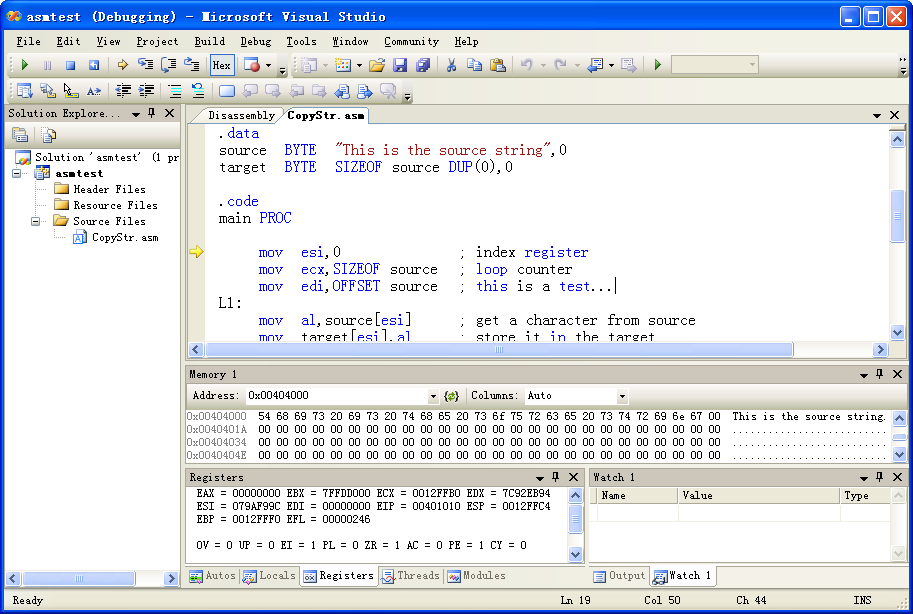 asmtest (Debugging) - Microsoft Visual Studio
File Edit View Project Build Debug Tools Window Community Help
Hex
Solution Explore...
Solution 'asmtest' (1 pr
asmtest
Header Files
Resource Files
Source Files
CopyStr.asm
Disassembly CopyStr.asm
.data
source BYTE "This is the source string",0
target BYTE SIZEOF source DUP(0),0
.code
main PROC
mov esi,0 ; index register
mov ecx,SIZEOF source ; loop counter
mov edi,OFFSET source ; this is a test...
L1:
mov al,source[esi] ; get a character from source
mov target[esi],al ; store it in the target
Memory 1
Address: 0x00404000 Columns: Auto
0x00404000 54 68 69 73 20 69 73 20 74 68 65 20 73 6f 75 72 63 65 20 73 74 72 69 6e 67 00 This is the source string.
0x0040401A 00 00 00 00 00 00 00 00 00 00 00 00 00 00 00 00 00 00 00 00 00 00 00 00 00 00 ..........................
0x00404034 00 00 00 00 00 00 00 00 00 00 00 00 00 00 00 00 00 00 00 00 00 00 00 00 00 00 ..........................
0x0040404E 00 00 00 00 00 00 00 00 00 00 00 00 00 00 00 00 00 00 00 00 00 00 00 00 00 00 ..........................
Registers
EAX = 00000000 EBX = 7FFDD000 ECX = 0012FFB0 EDX = 7C92EB94
ESI = 079AF99C EDI = 00000000 EIP = 00401010 ESP = 0012FFC4
EBP = 0012FFF0 EFL = 00000246
OV = 0 UP = 0 EI = 1 PL = 0 ZR = 1 AC = 0 PE = 1 CY = 0
Watch 1
Name Value Type
Autos Locals Registers Threads Modules
Output Watch 1
Ready Ln 19 Col 50 Ch 44 INS